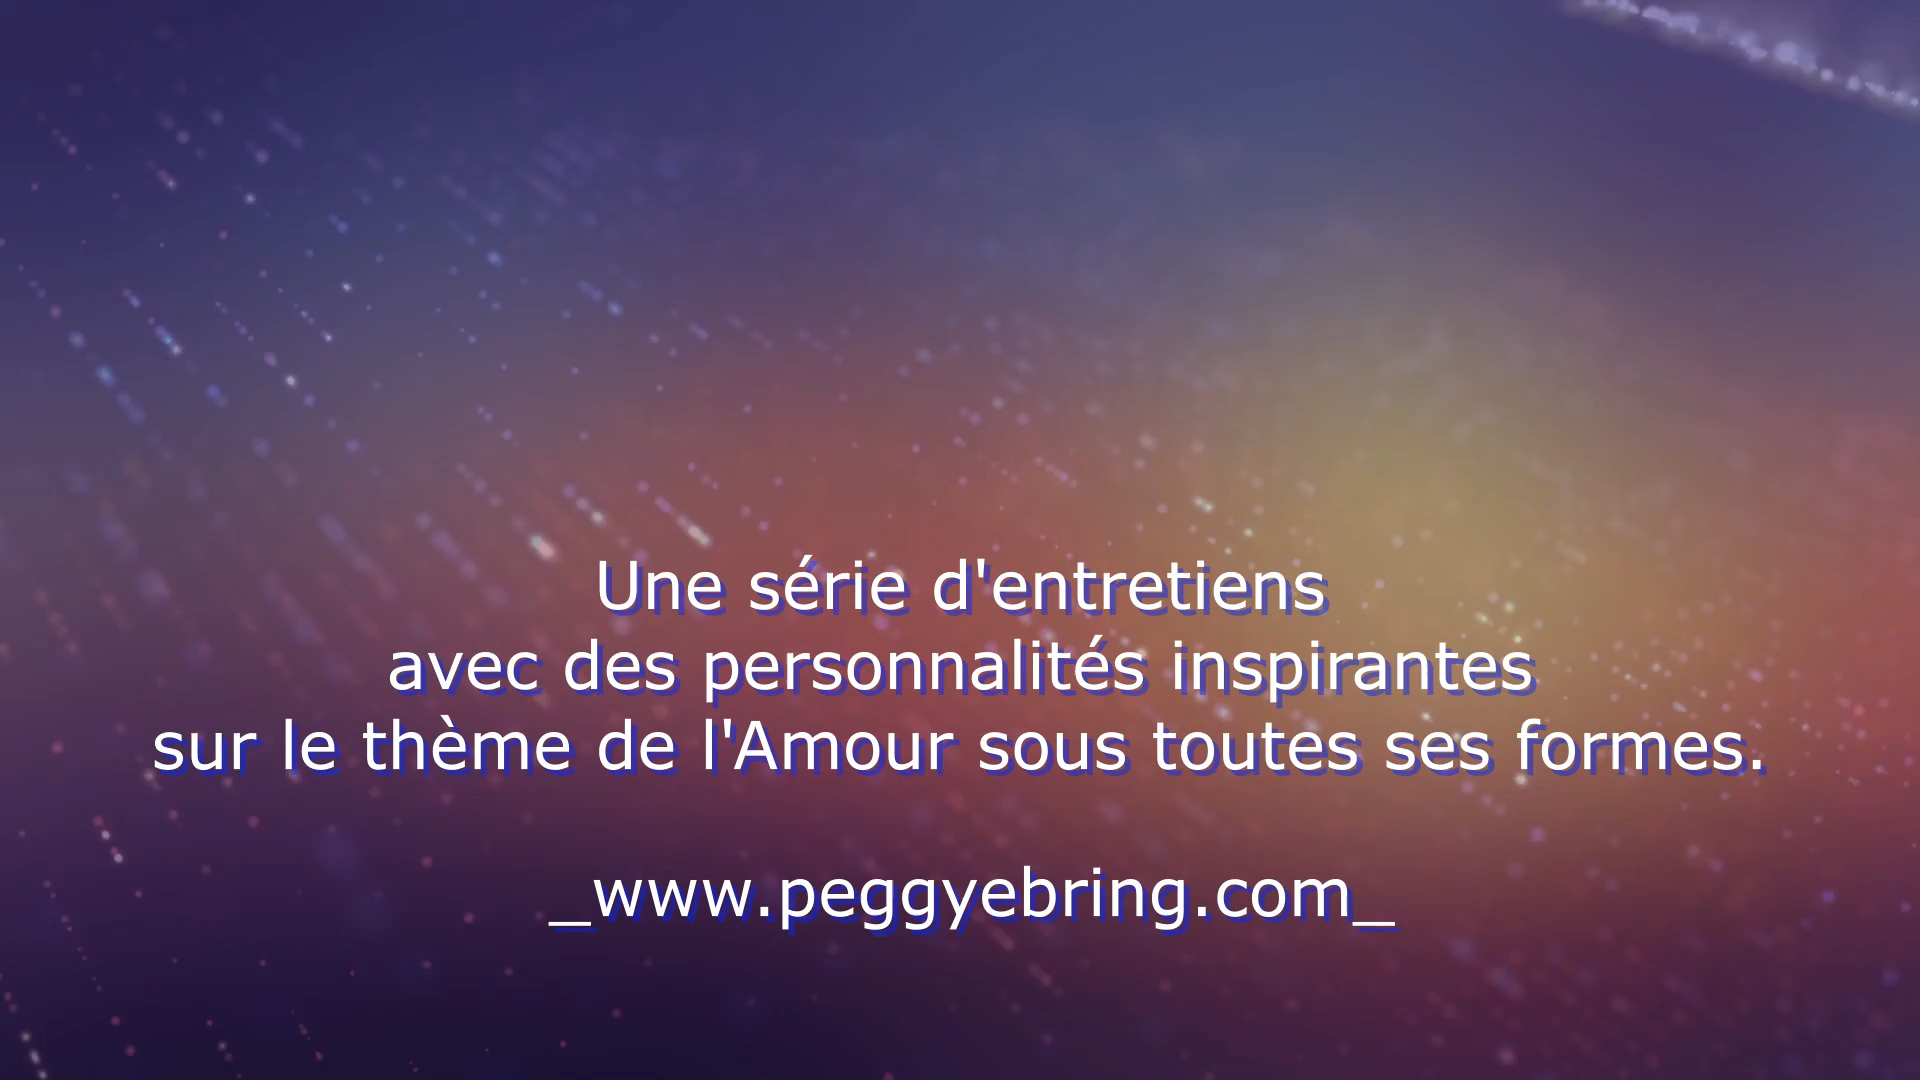 Une série d'entretiens
avec des personnalités inspirantes
sur le thème de l'Amour sous toutes ses formes.
_www.peggyebring.com_